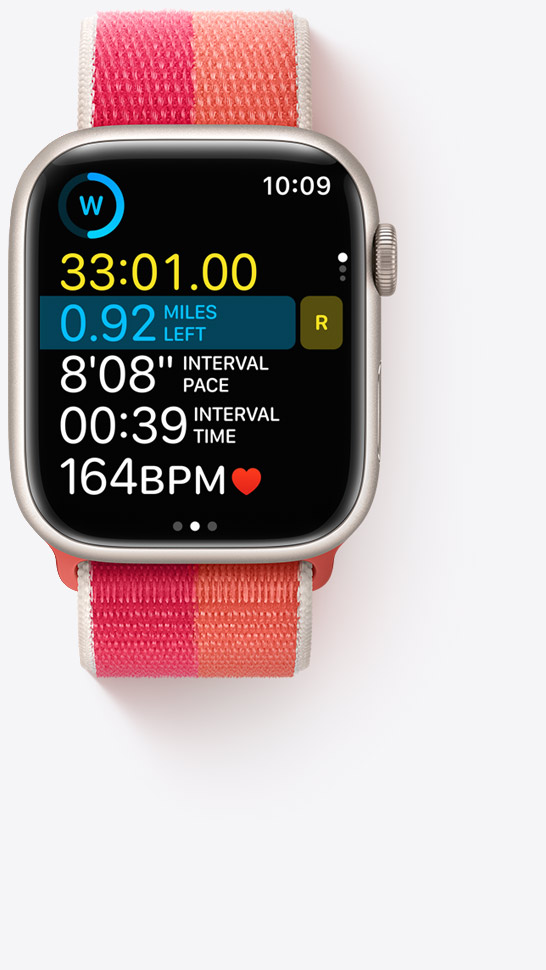 W
10:09
33:01.00
0.92 MILES LEFT
R
8'08" INTERVAL PACE
00:39 INTERVAL TIME
164BPM